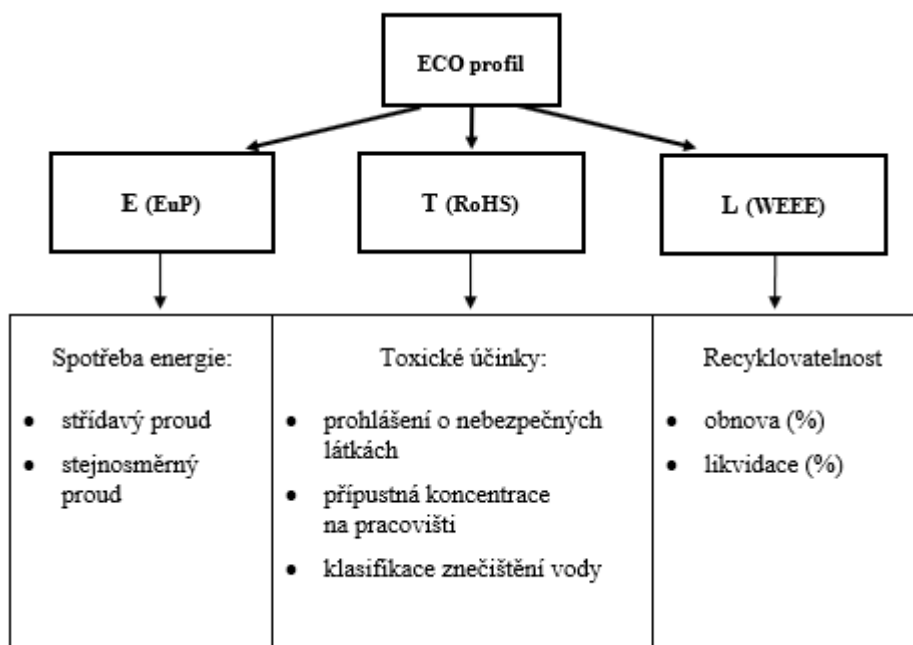 ECO profil
E (EuP)
T (RoHS)
L (WEEE)
Spotřeba energie:
• střídavý proud
• stejnosměrný
proud
Toxické účinky:
• prohlášení o nebezpečných
látkách
• přípustná koncentrace
na pracovišti
• klasifikace znečištění vody
Recyklovatelnost
• obnova (%)
• likvidace (%)